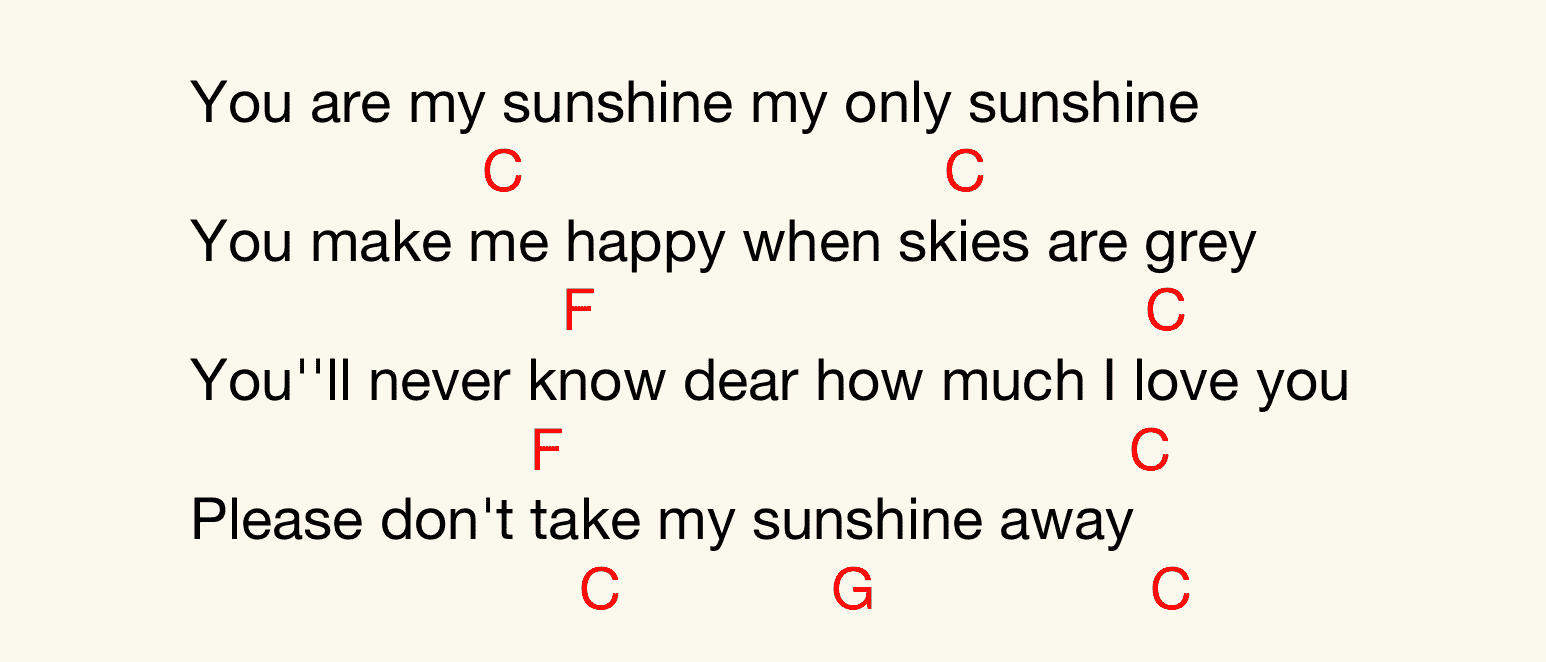 You are my sunshine my only sunshine
C C
You make me happy when skies are grey
F C
You''ll never know dear how much I love you
F C
Please don't take my sunshine away
C G C